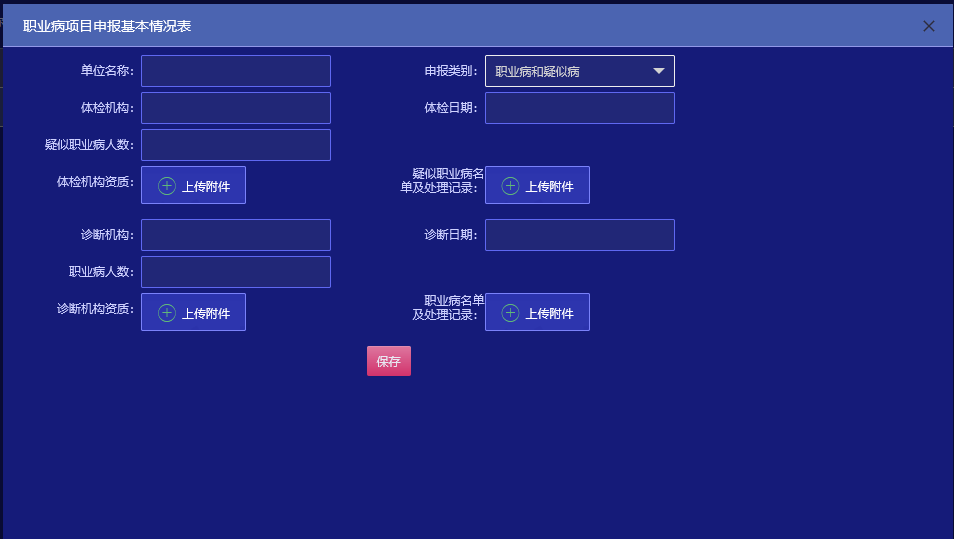 职业病项目申报基本情况表
单位名称：
申报类别：
职业病和疑似病
体检机构：
体检日期：
疑似职业病人数：
体检机构资质：
上传附件
疑似职业病名
单及处理记录：
上传附件
诊断机构：
诊断日期：
职业病人数：
诊断机构资质：
上传附件
职业病名单
及处理记录：
上传附件
保存